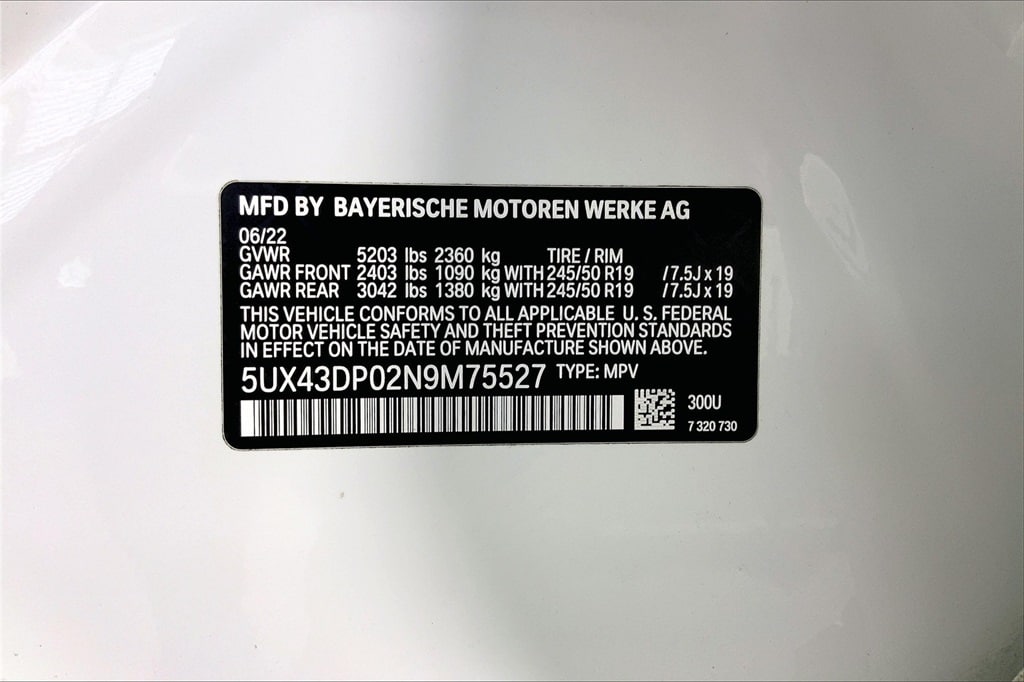 MFD BY BAYERISCHE MOTOREN WERKE AG
06/22
GVWR 5203 lbs 2360 kg TIRE / RIM
GAWR FRONT 2403 lbs 1090 kg WITH 245/50 R19 / 7.5J x 19
GAWR REAR 3042 lbs 1380 kg WITH 245/50 R19 / 7.5J x 19
THIS VEHICLE CONFORMS TO ALL APPLICABLE U. S. FEDERAL
MOTOR VEHICLE SAFETY AND THEFT PREVENTION STANDARDS
IN EFFECT ON THE DATE OF MANUFACTURE SHOWN ABOVE.
5UX43DP02N9M75527 TYPE: MPV
300U
7 320 730